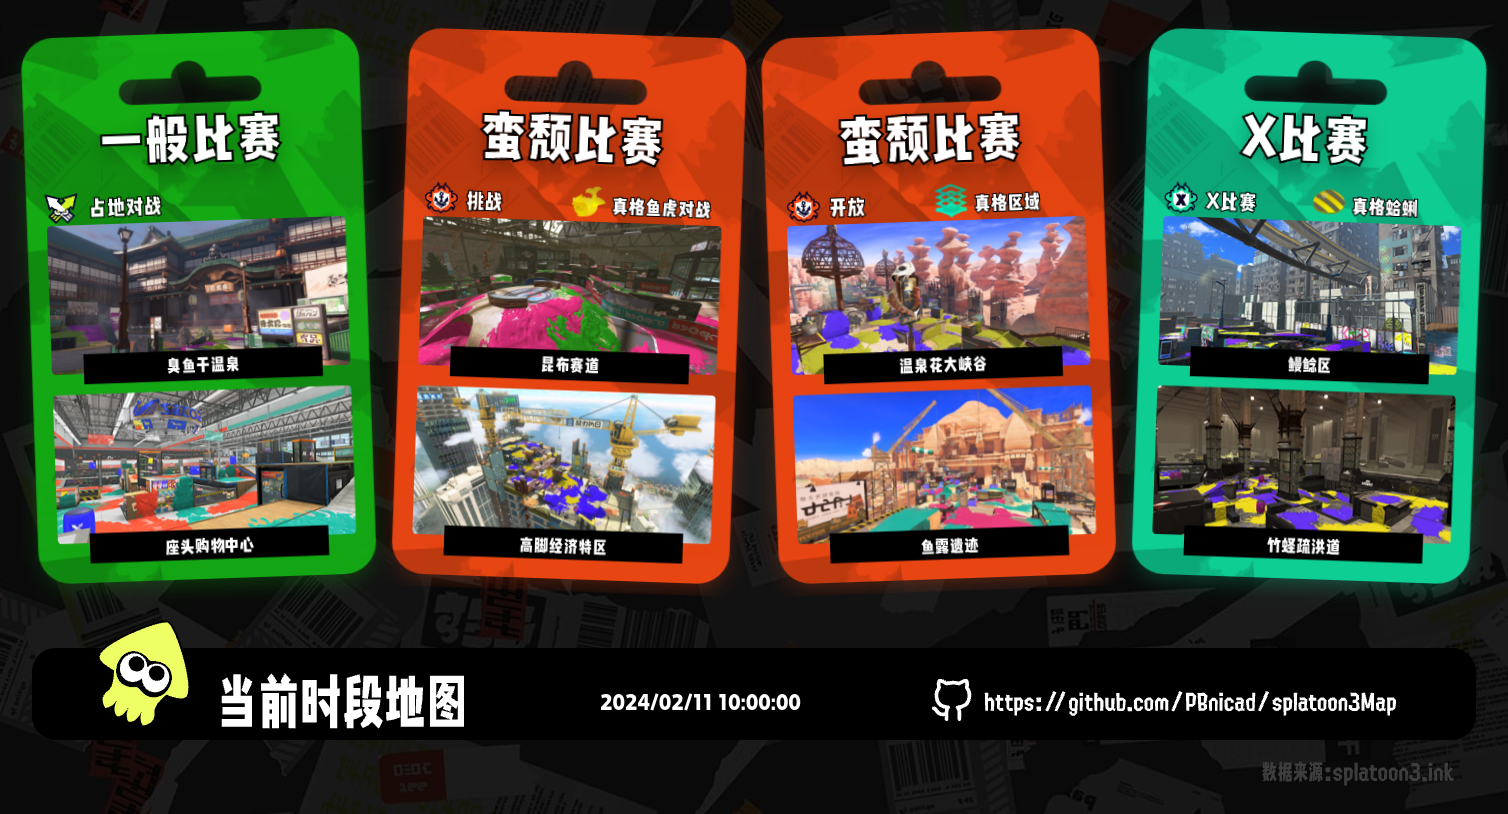 一般比赛
占地对战
臭鱼干温泉
座头购物中心
蛮颓比赛
挑战
真格鱼虎对战
昆布赛道
高脚经济特区
蛮颓比赛
开放
真格区域
温泉花大峡谷
鱼露遗迹
X比赛
X比赛
真格蛤蜊
鳗鲶区
竹蛏疏洪道
当前时段地图
2024/02/11 10:00:00
https://github.com/PBnicad/splatoon3Map
数据来源:splatoon3.ink